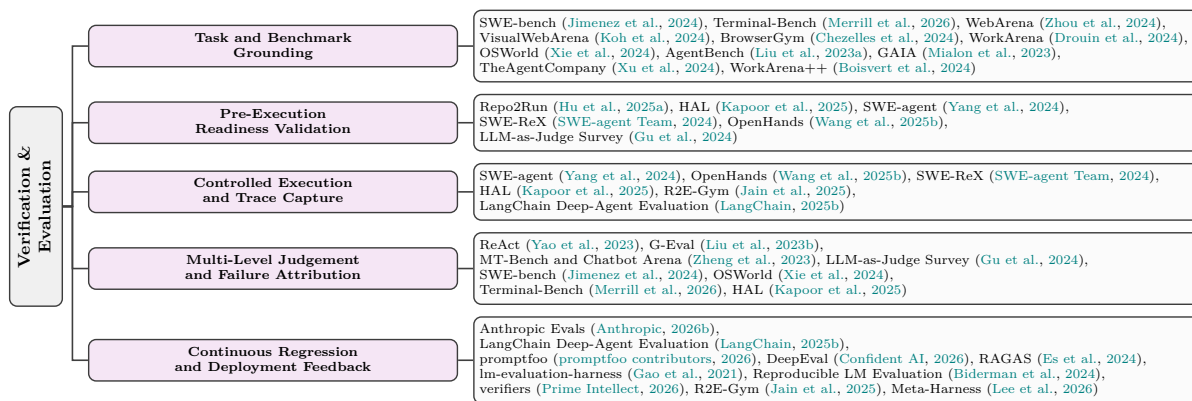 Verification &
Evaluation
Task and Benchmark
Grounding
SWE-bench (Jimenez et al., 2024), Terminal-Bench (Merrill et al., 2026), WebArena (Zhou et al., 2024),
VisualWebArena (Koh et al., 2024), BrowserGym (Chezelles et al., 2024), WorkArena (Drouin et al., 2024),
OSWorld (Xie et al., 2024), AgentBench (Liu et al., 2023a), GAIA (Mialon et al., 2023),
TheAgentCompany (Xu et al., 2024), WorkArena++ (Boisvert et al., 2024)
Pre-Execution
Readiness Validation
Repo2Run (Hu et al., 2025a), HAL (Kapoor et al., 2025), SWE-agent (Yang et al., 2024),
SWE-ReX (SWE-agent Team, 2024), OpenHands (Wang et al., 2025b),
LLM-as-Judge Survey (Gu et al., 2024)
Controlled Execution
and Trace Capture
SWE-agent (Yang et al., 2024), OpenHands (Wang et al., 2025b), SWE-ReX (SWE-agent Team, 2024),
HAL (Kapoor et al., 2025), R2E-Gym (Jain et al., 2025),
LangChain Deep-Agent Evaluation (LangChain, 2025b)
Multi-Level Judgement
and Failure Attribution
ReAct (Yao et al., 2023), G-Eval (Liu et al., 2023b),
MT-Bench and Chatbot Arena (Zheng et al., 2023), LLM-as-Judge Survey (Gu et al., 2024),
SWE-bench (Jimenez et al., 2024), OSWorld (Xie et al., 2024),
Terminal-Bench (Merrill et al., 2026), HAL (Kapoor et al., 2025)
Continuous Regression
and Deployment Feedback
Anthropic Evals (Anthropic, 2026b),
LangChain Deep-Agent Evaluation (LangChain, 2025b),
promptfoo (promptfoo contributors, 2026), DeepEval (Confident AI, 2026), RAGAS (Es et al., 2024),
lm-evaluation-harness (Gao et al., 2021), Reproducible LM Evaluation (Biderman et al., 2024),
verifiers (Prime Intellect, 2026), R2E-Gym (Jain et al., 2025), Meta-Harness (Lee et al., 2026)